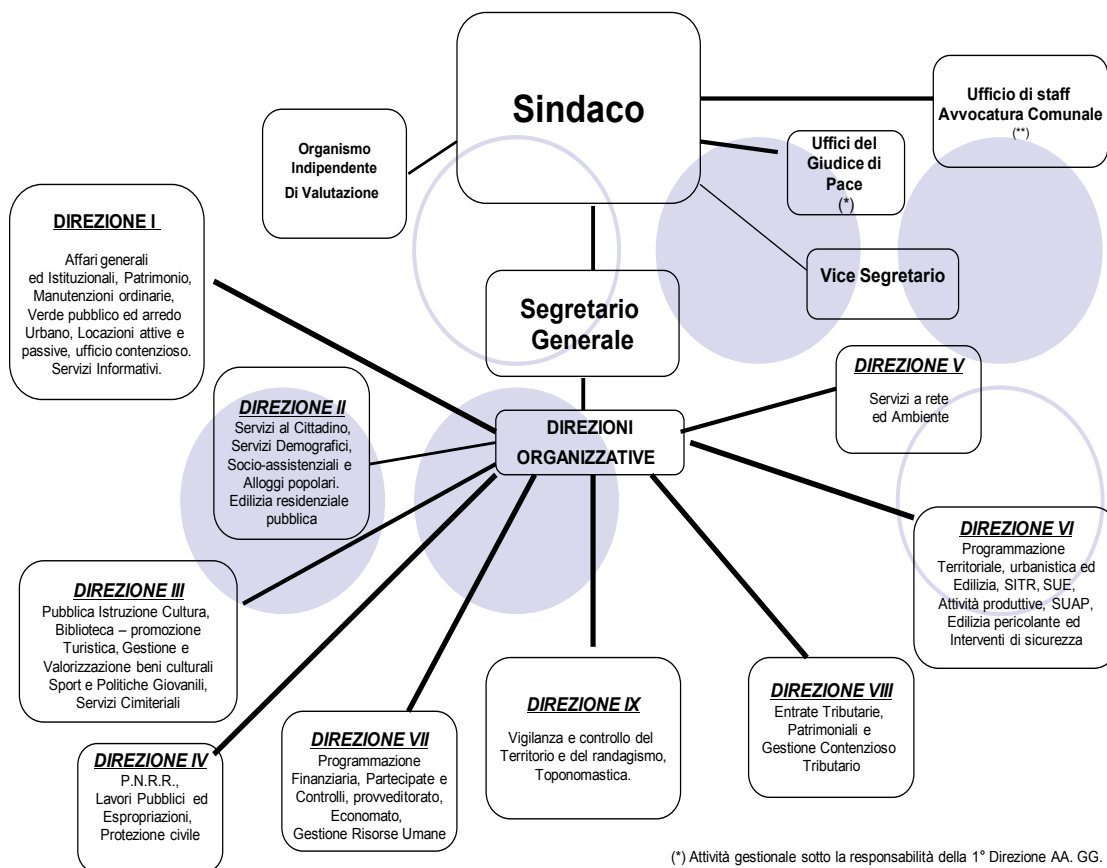 Sindaco
Ufficio di staff
Avvocatura Comunale
(**)
Organismo
Indipendente
Di Valutazione
Uffici del
Giudice di
Pace
(*)
Vice Segretario
Segretario
Generale
DIREZIONI
ORGANIZZATIVE
DIREZIONE I
Affari generali
ed Istituzionali, Patrimonio,
Manutenzioni ordinarie,
Verde pubblico ed arredo
Urbano, Locazioni attive e
passive, ufficio contenzioso.
Servizi Informativi.
DIREZIONE II
Servizi al Cittadino,
Servizi Demografici,
Socio-assistenziali e
Alloggi popolari.
Edilizia residenziale
pubblica
DIREZIONE III
Pubblica Istruzione Cultura,
Biblioteca – promozione
Turistica, Gestione e
Valorizzazione beni culturali
Sport e Politiche Giovanili,
Servizi Cimiteriali
DIREZIONE IV
P.N.R.R.,
Lavori Pubblici ed
Espropriazioni,
Protezione civile
DIREZIONE V
Servizi a rete
ed Ambiente
DIREZIONE VI
Programmazione
Territoriale, urbanistica ed
Edilizia, SITR, SUE,
Attività produttive, SUAP,
Edilizia pericolante ed
Interventi di sicurezza
DIREZIONE VII
Programmazione
Finanziaria, Partecipate e
Controlli, provveditorato,
Economato,
Gestione Risorse Umane
DIREZIONE IX
Vigilanza e controllo del
Territorio e del randagismo,
Toponomastica.
DIREZIONE VIII
Entrate Tributarie,
Patrimoniali e
Gestione Contenzioso
Tributario
(*) Attività gestionale sotto la responsabilità della 1° Direzione AA. GG.